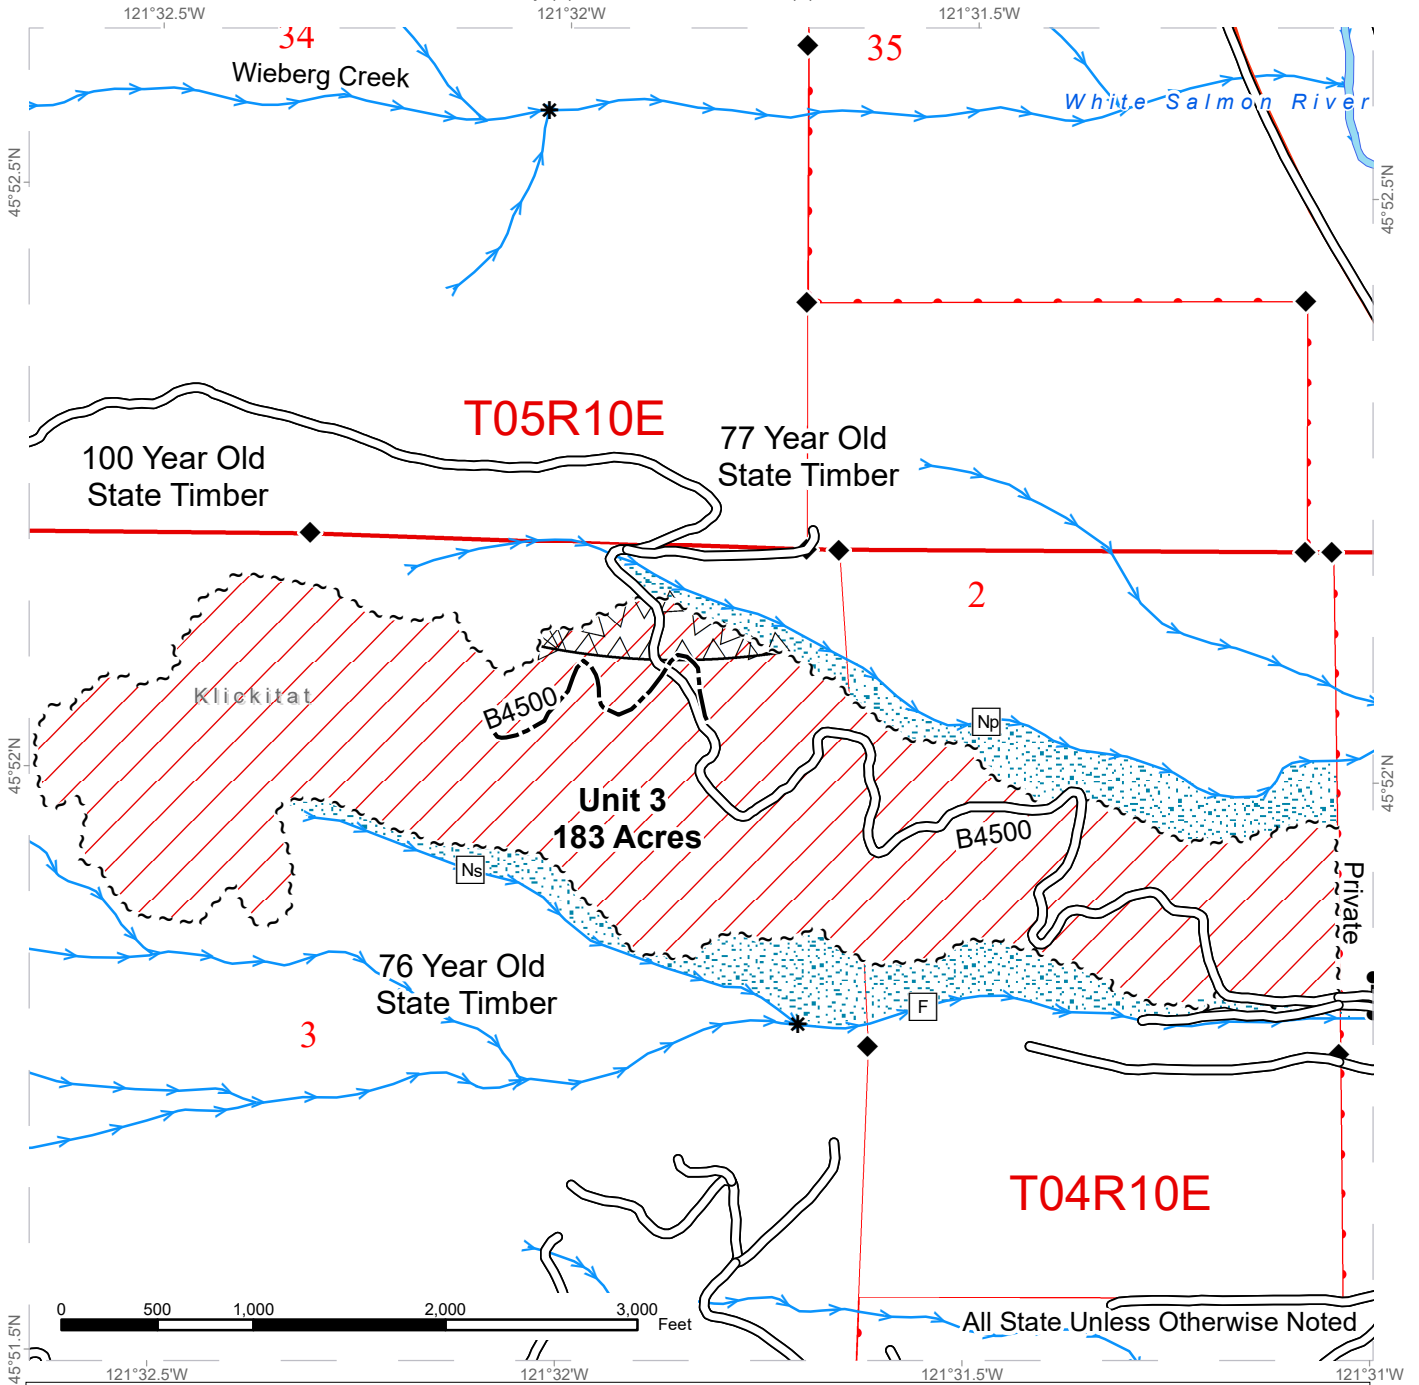 121°32.5'W
121°32'W
121°31.5'W
34
35
Wieberg Creek
White Salmon River
45°52.5'N
45°52.5'N
T05R10E
77 Year Old
State Timber
100 Year Old
State Timber
2
Klickitat
B4500
Np
45°52'N
45°52'N
Unit 3
183 Acres
B4500
Ns
Private
76 Year Old
State Timber
F
3
T04R10E
0
500
1,000
2,000
3,000
Feet
All State Unless Otherwise Noted
45°51.5'N
121°32.5'W
121°32'W
121°31.5'W
121°31'W